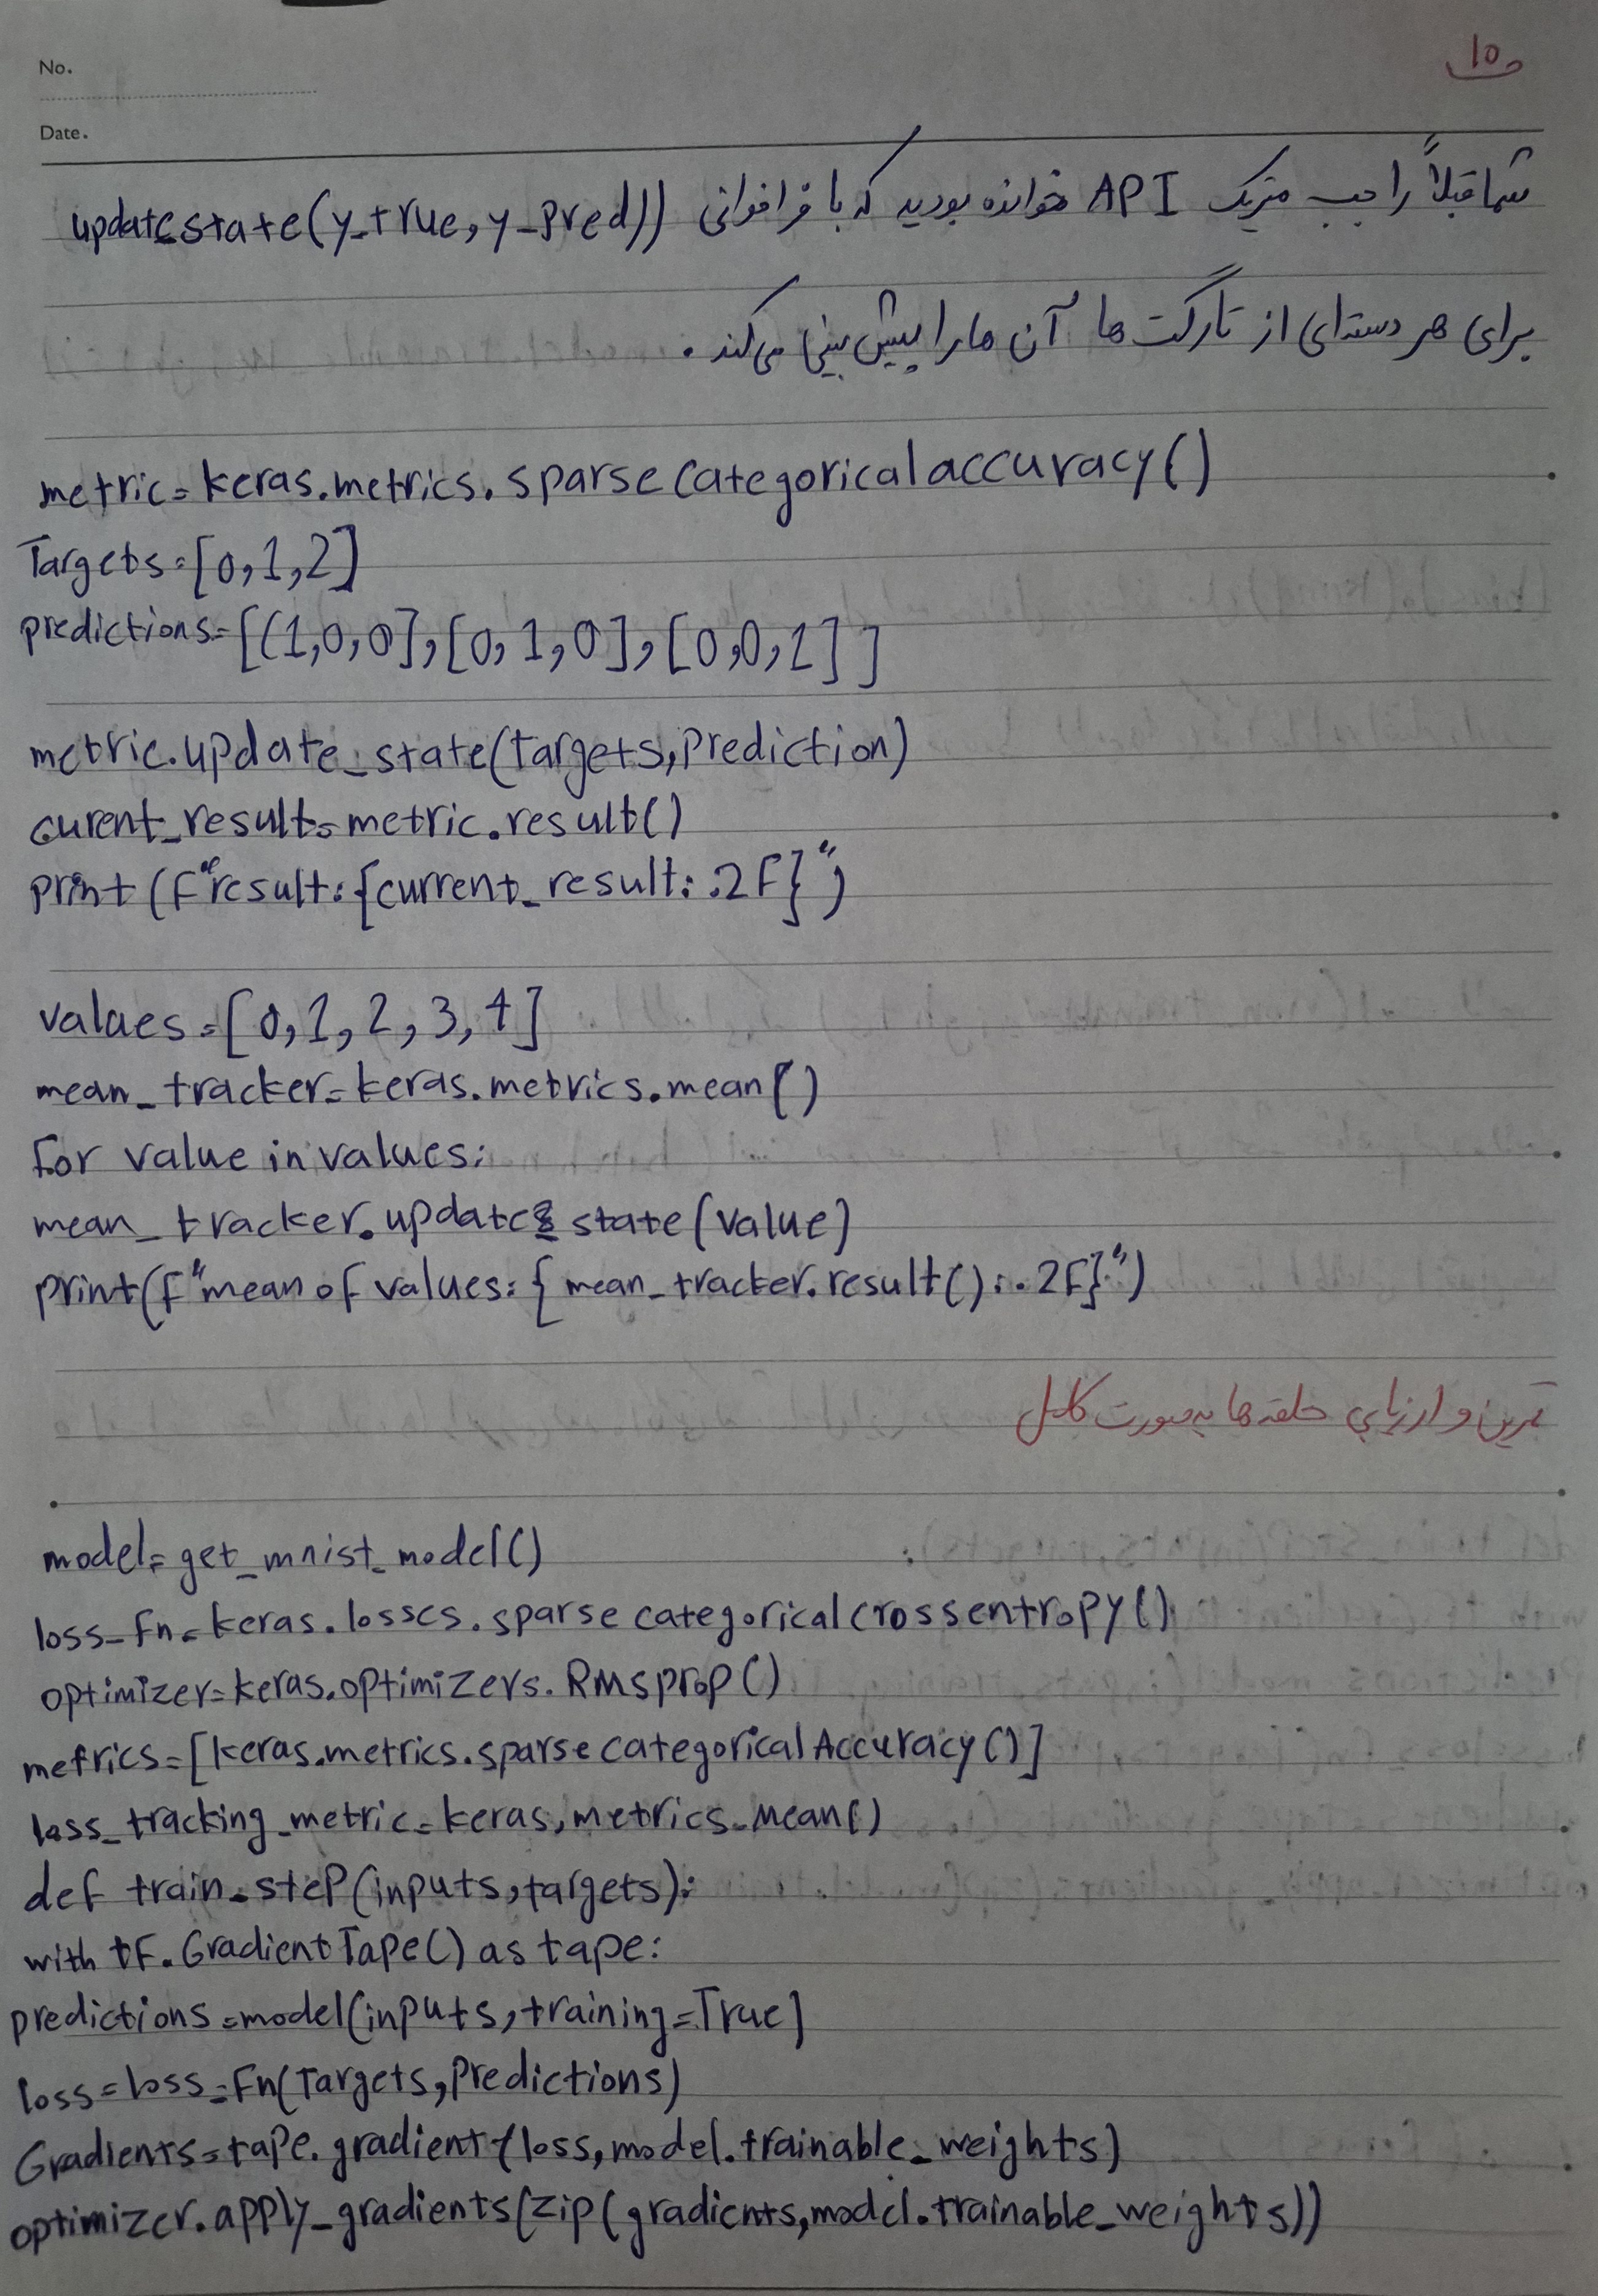 No.
ص10
Date.
شما قبلاً راجب متریک API خوانده بودید که با فراخوانی updatestate(y_true,y_pred))
برای هر دسته‌ای از تارگت ها آن ها را پیش بینی می‌کند.
metric=keras.metrics.sparsecategoricalaccuracy()
Targets=[0,1,2]
predictions=[(1,0,0],[0,1,0],[0,0,1]]
metric.update_state(targets,prediction)
curent_result=metric.result()
print(F"result:{current_result:.2F}")
values=[0,1,2,3,4]
mean_tracker=keras.metrics.mean()
For value in values:
mean_tracker.update_state(value)
print(F"mean of values:{mean_tracker.result():.2F}")
تمرین و ارزیابی حلقه ها به صورت کامل
model=get_mnist_model()
loss_Fn=keras.losses.sparsecategoricalcrossentropy()
optimizer=keras.optimizers.RMSprop()
metrics=[keras.metrics.sparsecategoricalAccuracy()]
loss_tracking_metric=keras,metrics.Mean()
def train_step(inputs,targets):
with tF.GradientTape() as tape:
predictions=model(inputs,training=True]
loss=loss_Fn(Targets,predictions)
Gradients=tape.gradient(loss,model.trainable_weights)
optimizer.apply_gradients(zip(gradients,model.trainable_weights))